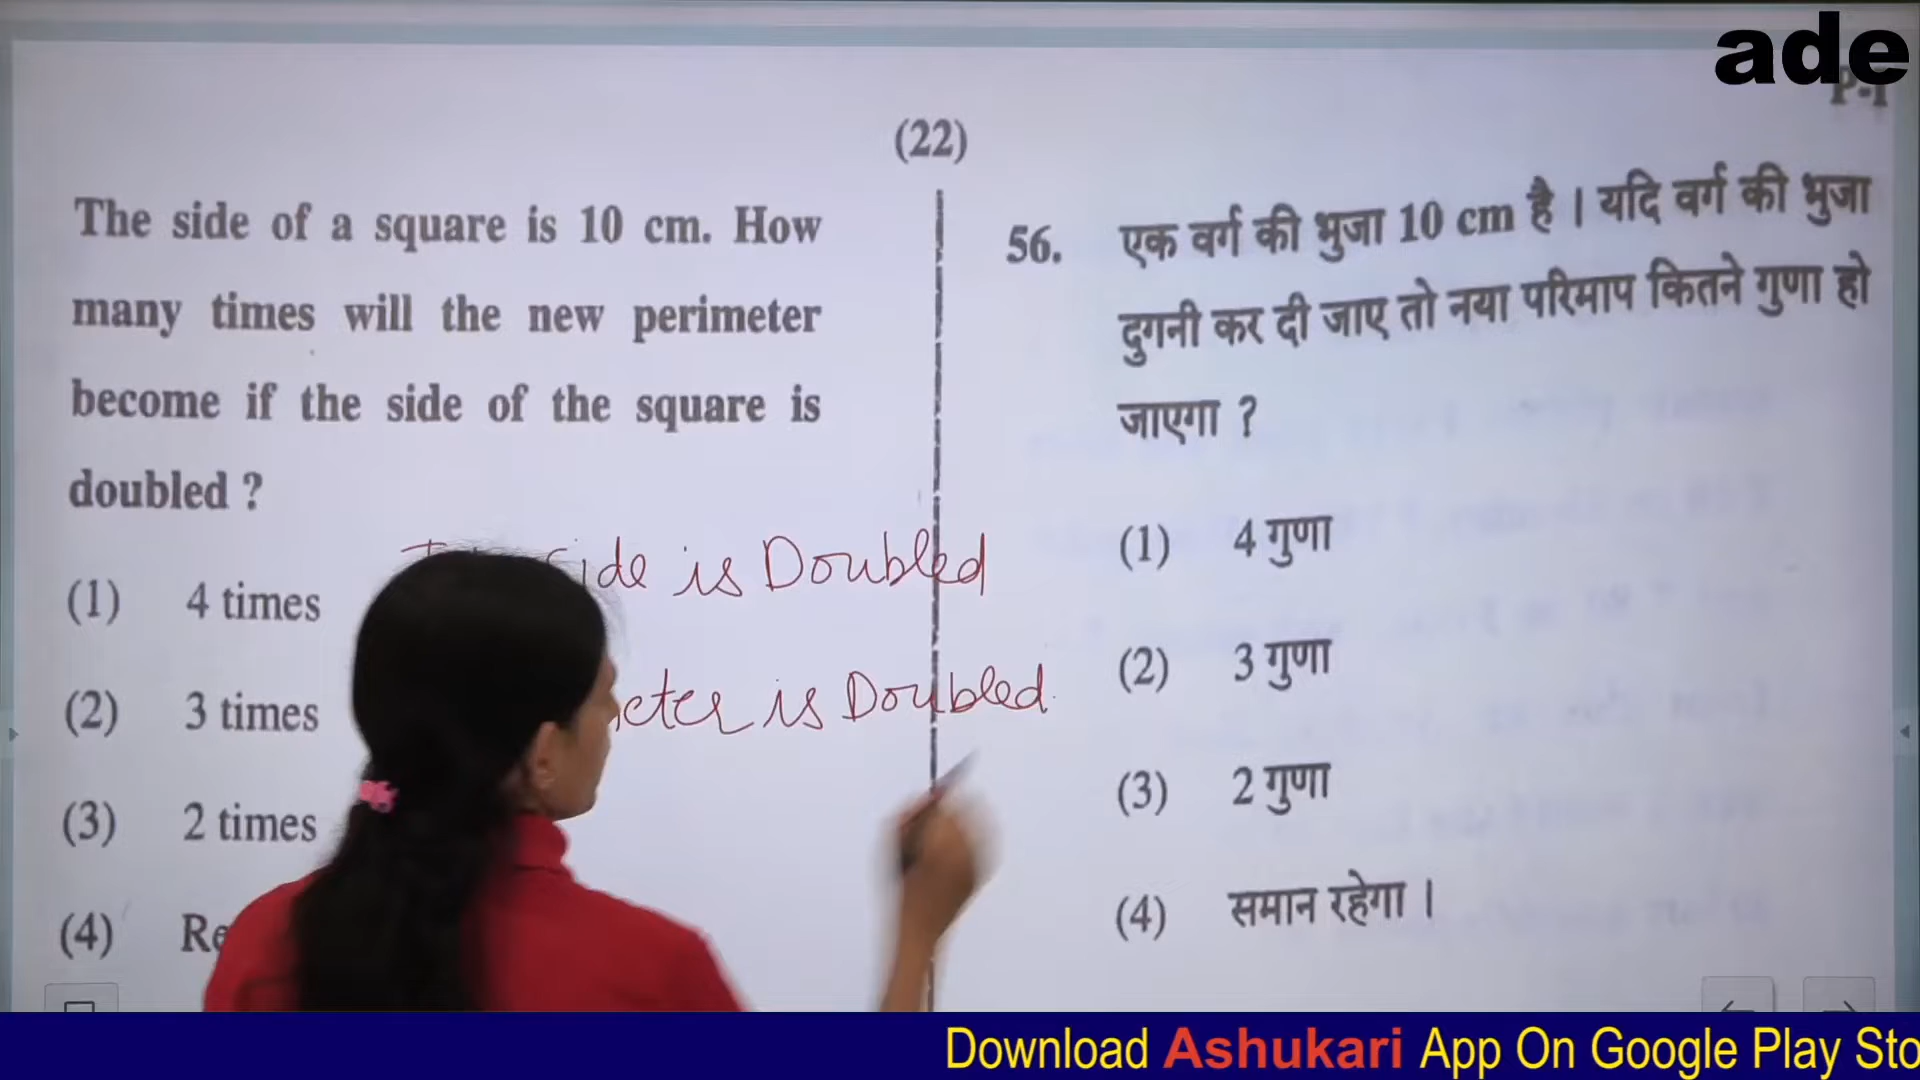 ade
P-I
(22)
The side of a square is 10 cm. How
many times will the new perimeter
become if the side of the square is
doubled ?
(1) 4 times
(2) 3 times
(3) 2 times
(4)
is Doubled
is Doubled.
56. एक वर्ग की भुजा 10 cm है । यदि वर्ग की भुजा
दुगनी कर दी जाए तो नया परिमाप कितने गुणा हो
जाएगा ?
(1) 4 गुणा
(2) 3 गुणा
(3) 2 गुणा
(4) समान रहेगा ।
Download Ashukari App On Google Play Sto